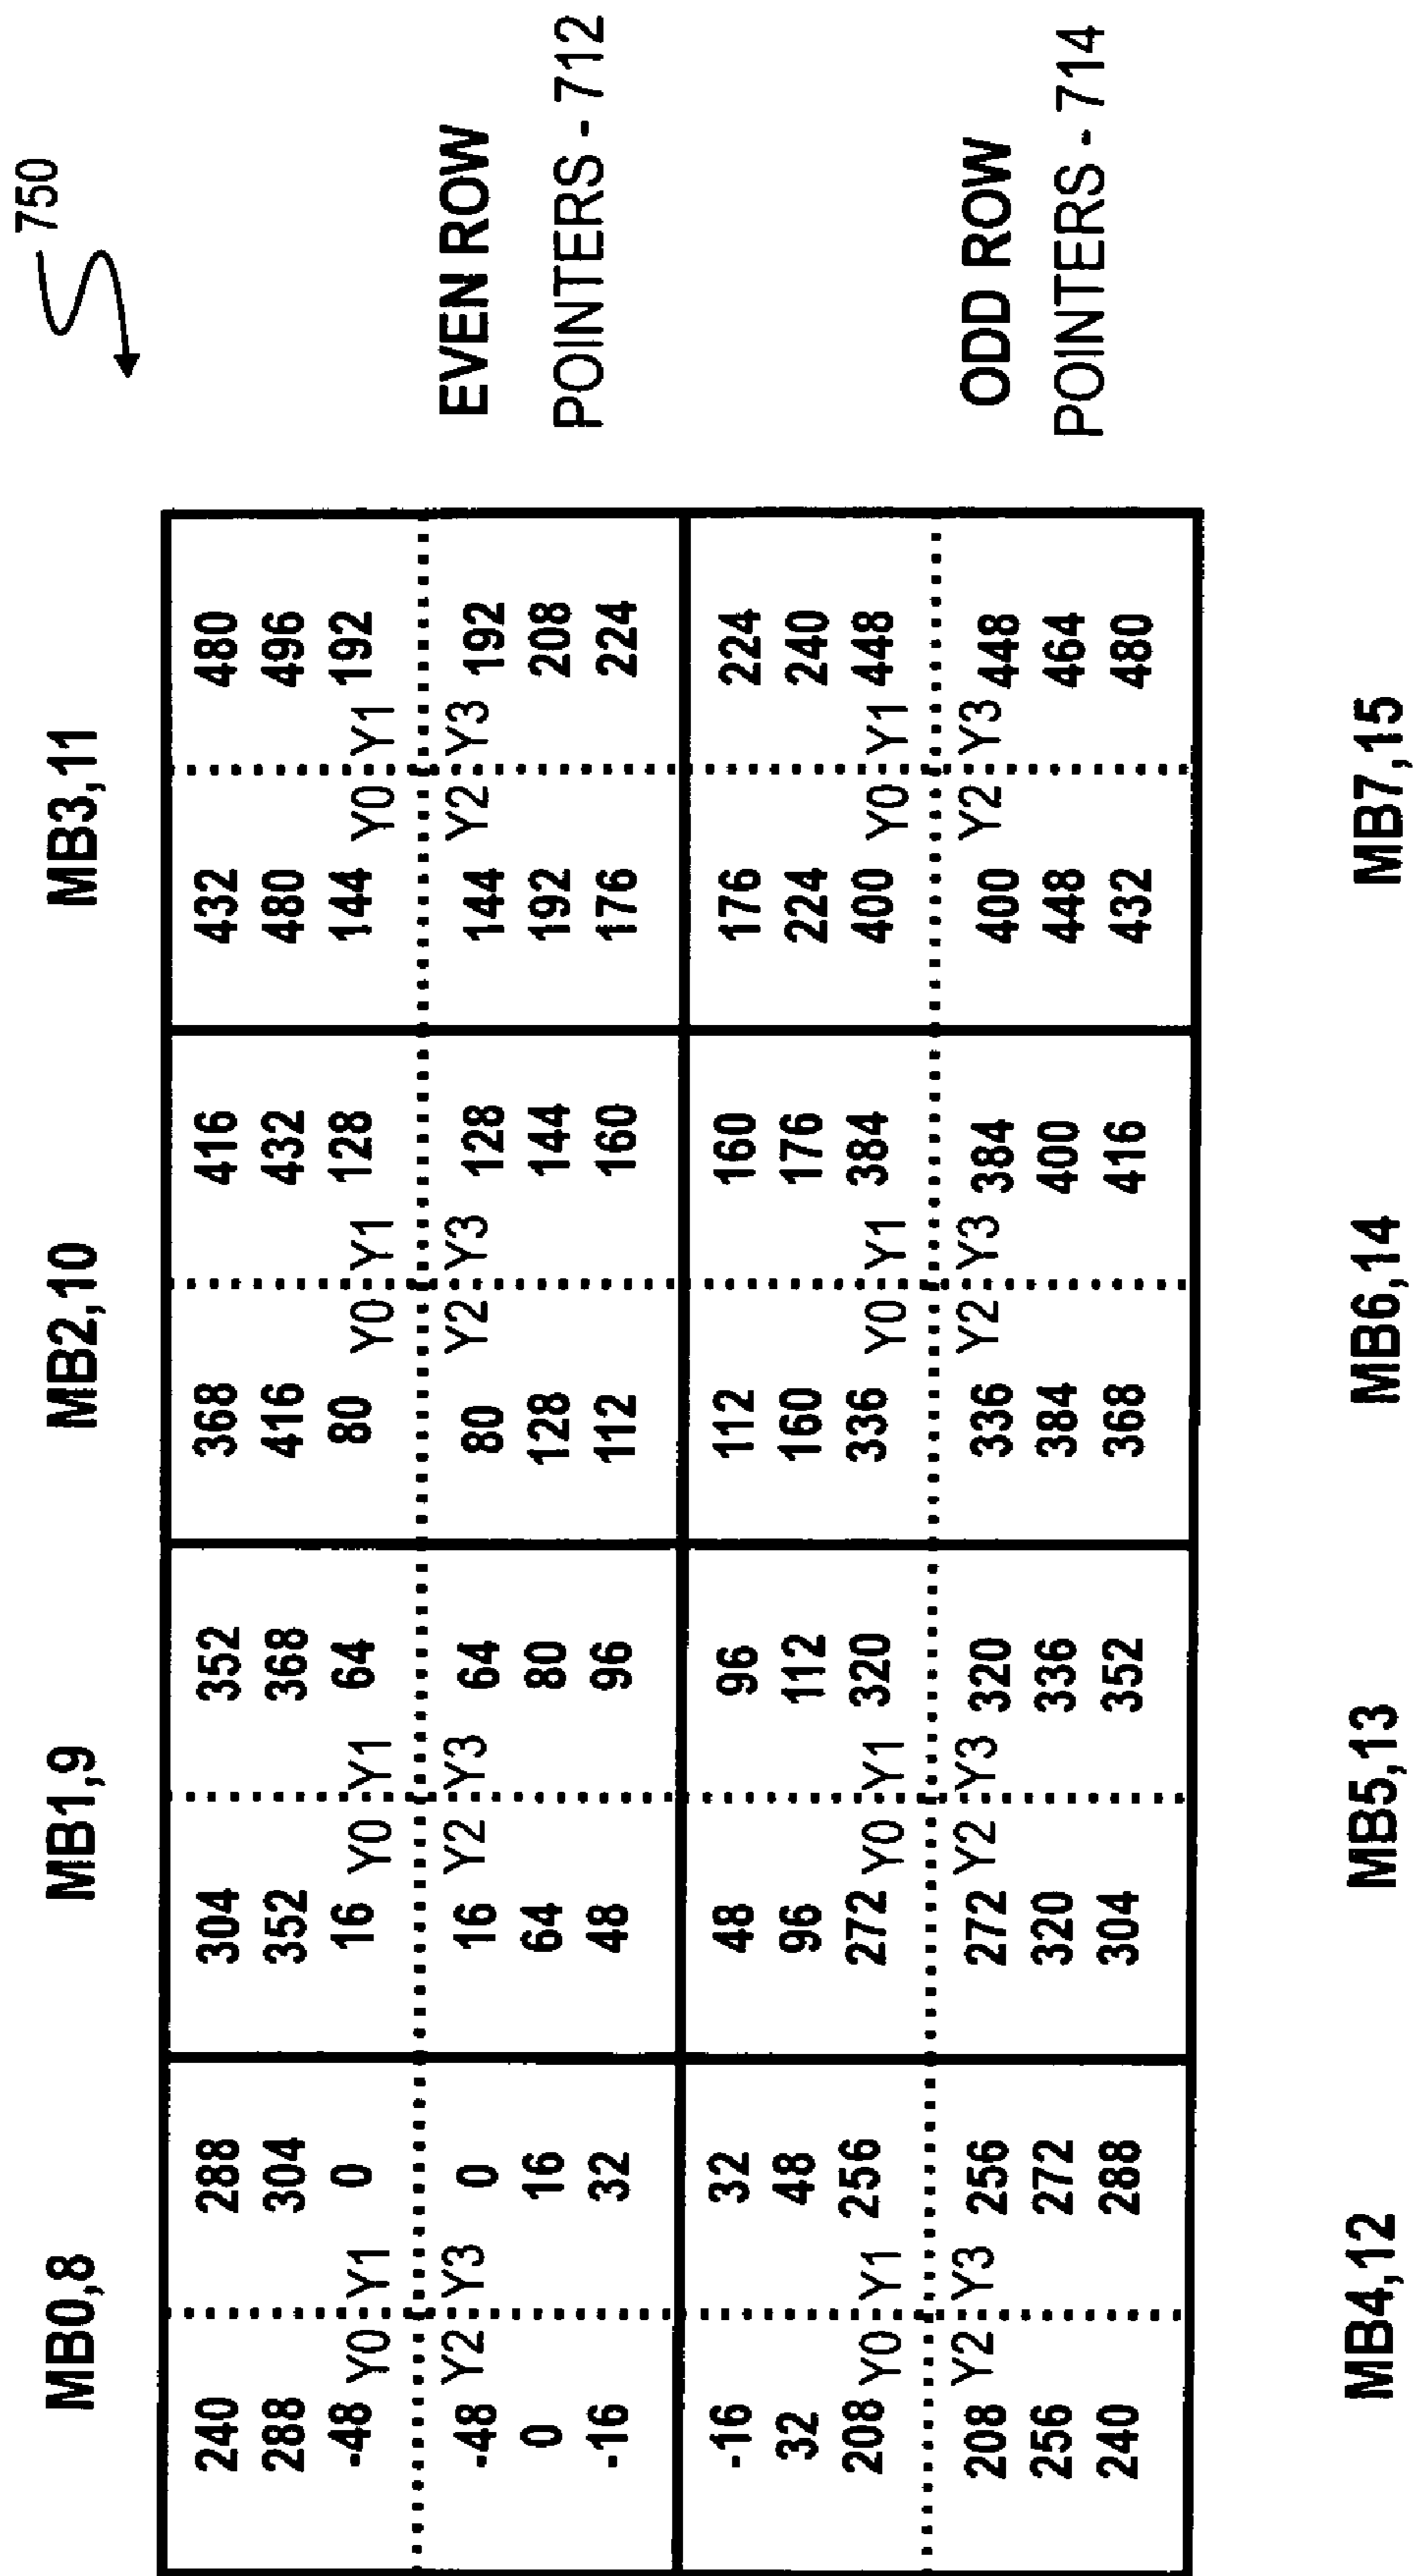 750
MB0,8 MB1,9 MB2,10 MB3,11
240 288 304 352 368 416 432 480
288 304 352 368 416 432 480 496
-48 Y0 Y1 0 16 Y0 Y1 64 80 Y0 Y1 128 144 Y0 Y1 192
-48 Y2 Y3 0 16 Y2 Y3 64 80 Y2 Y3 128 144 Y2 Y3 192
0 16 64 80 128 144 192 208
-16 32 48 96 112 160 176 224
EVEN ROW
POINTERS - 712
-16 32 48 96 112 160 176 224
32 48 96 112 160 176 224 240
208 Y0 Y1 256 272 Y0 Y1 320 336 Y0 Y1 384 400 Y0 Y1 448
208 Y2 Y3 256 272 Y2 Y3 320 336 Y2 Y3 384 400 Y2 Y3 448
256 272 320 336 384 400 448 464
240 288 304 352 368 416 432 480
ODD ROW
POINTERS - 714
MB4,12 MB5,13 MB6,14 MB7,15